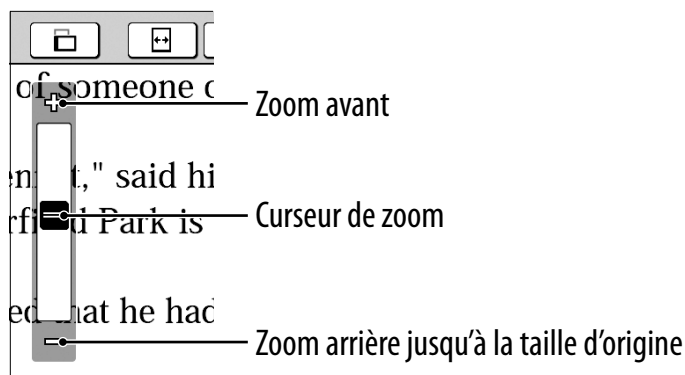 of someone
Zoom avant
," said hi
Curseur de zoom
d Park is
ed that he had
Zoom arrière jusqu'à la taille d'origine